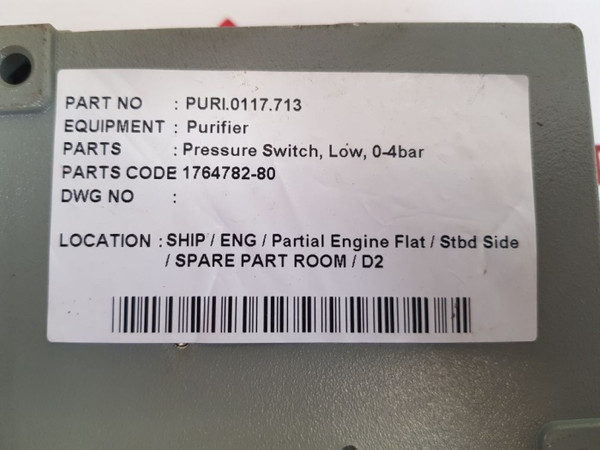 PART NO : PURI.0117.713
EQUIPMENT : Purifier
PARTS : Pressure Switch, Low, 0-4bar
PARTS CODE 1764782-80
DWG NO :
LOCATION : SHIP / ENG / Partial Engine Flat / Stbd Side
/ SPARE PART ROOM / D2